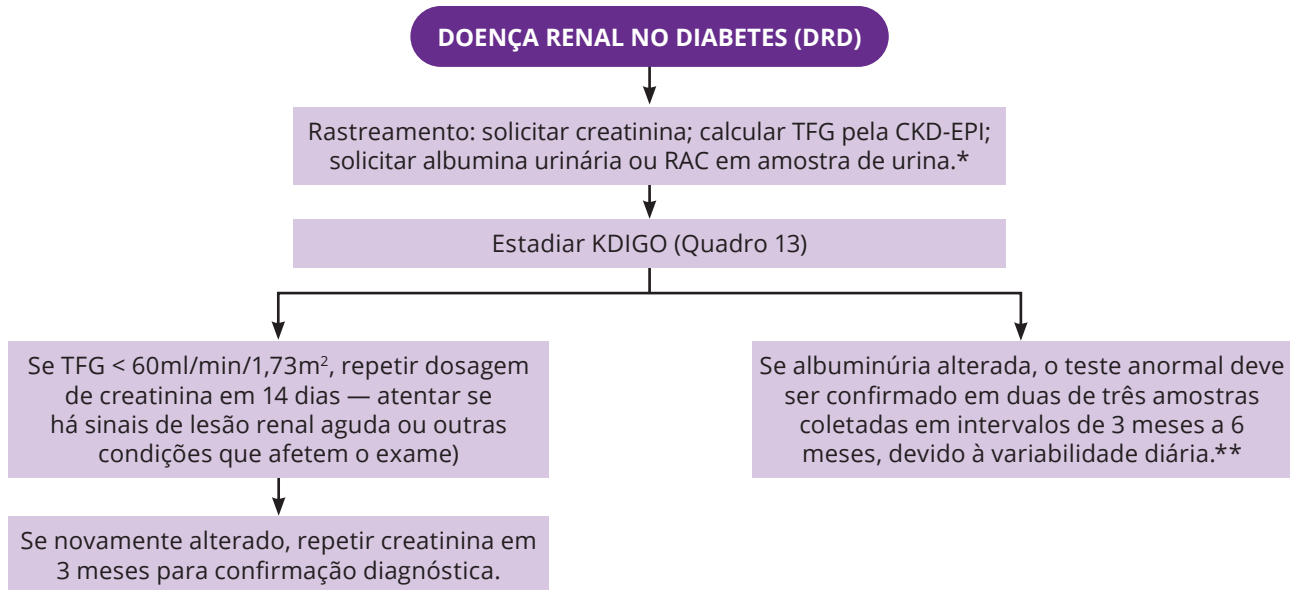 DOENÇA RENAL NO DIABETES (DRD)
Rastreamento: solicitar creatinina; calcular TFG pela CKD-EPI;
solicitar albumina urinária ou RAC em amostra de urina.*
Estadiar KDIGO (Quadro 13)
Se TFG < 60ml/min/1,73m², repetir dosagem
de creatinina em 14 dias — atentar se
há sinais de lesão renal aguda ou outras
condições que afetem o exame)
Se novamente alterado, repetir creatinina em
3 meses para confirmação diagnóstica.
Se albuminúria alterada, o teste anormal deve
ser confirmado em duas de três amostras
coletadas em intervalos de 3 meses a 6
meses, devido à variabilidade diária.**